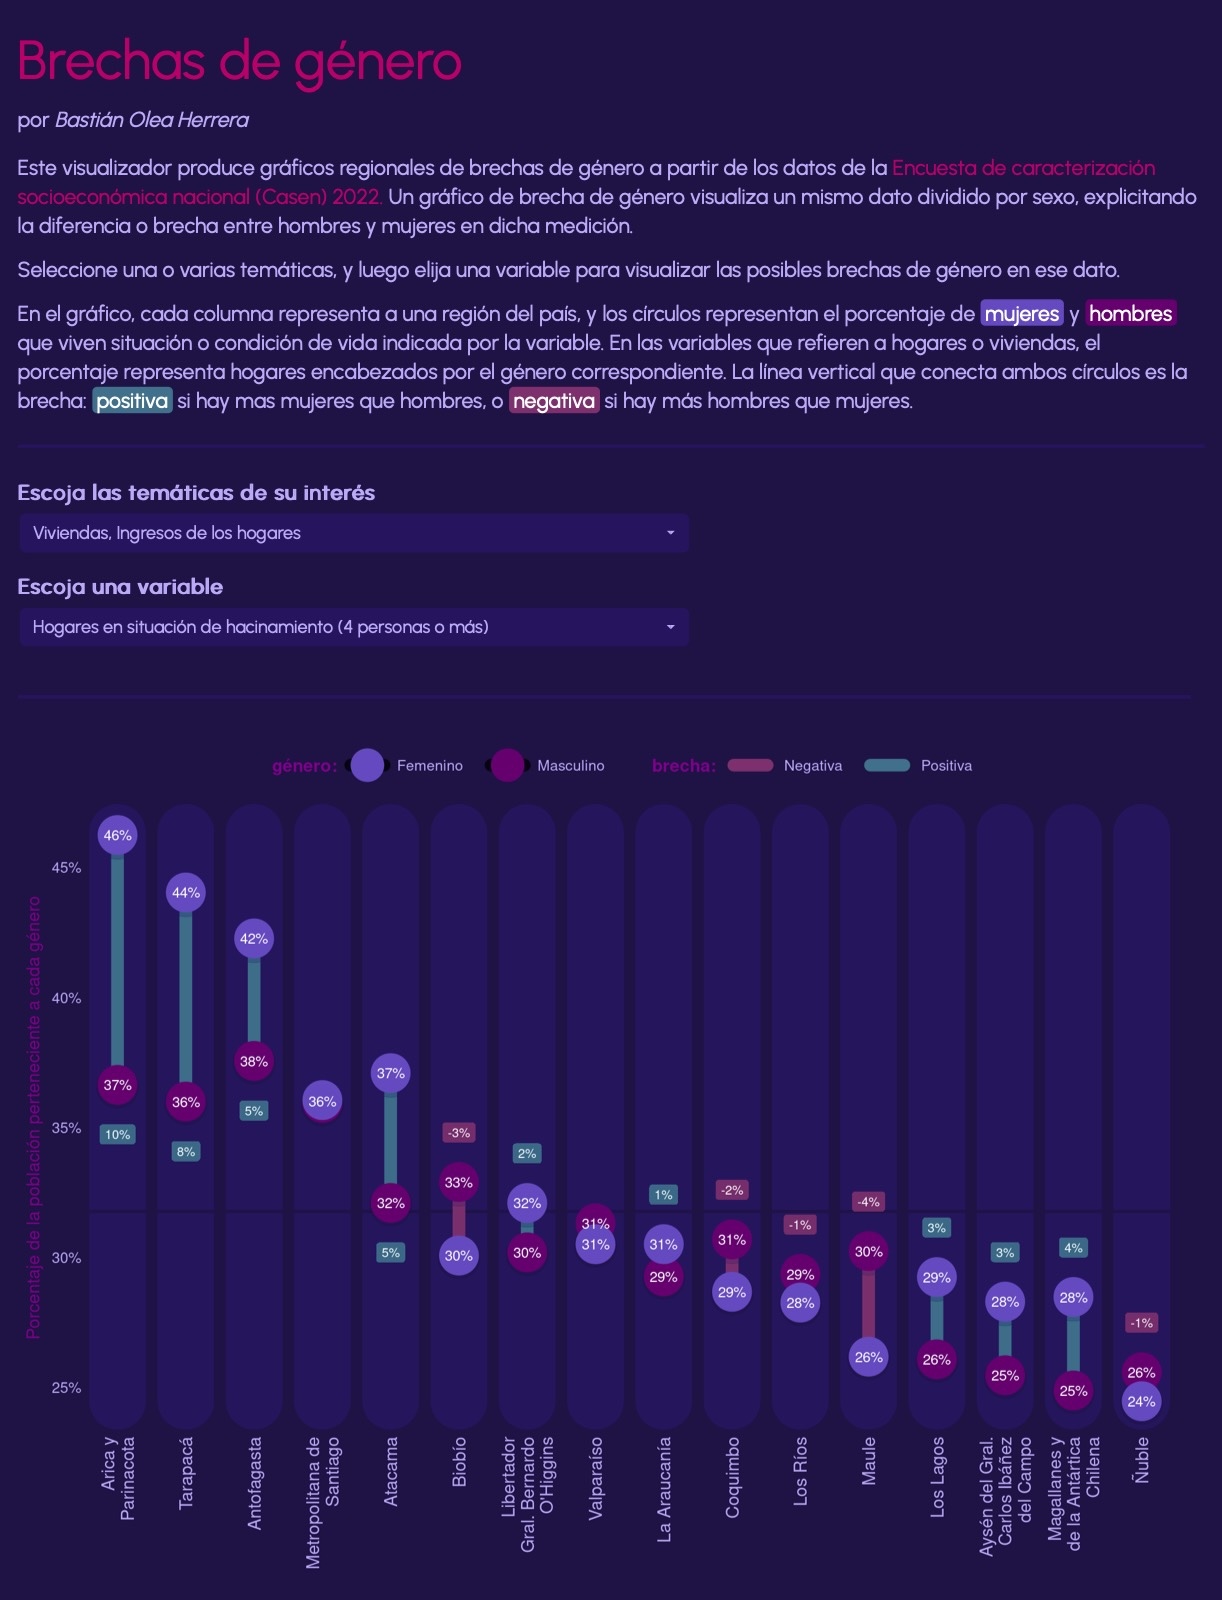 Brechas de género
por Bastián Olea Herrera
Este visualizador produce gráficos regionales de brechas de género a partir de los datos de la Encuesta de caracterización
socioeconómica nacional (Casen) 2022. Un gráfico de brecha de género visualiza un mismo dato dividido por sexo, explicitando
la diferencia o brecha entre hombres y mujeres en dicha medición.
Seleccione una o varias temáticas, y luego elija una variable para visualizar las posibles brechas de género en ese dato.
En el gráfico, cada columna representa a una región del país, y los círculos representan el porcentaje de mujeres y hombres
que viven situación o condición de vida indicada por la variable. En las variables que refieren a hogares o viviendas, el
porcentaje representa hogares encabezados por el género correspondiente. La línea vertical que conecta ambos círculos es la
brecha: positiva si hay mas mujeres que hombres, o negativa si hay más hombres que mujeres.
Escoja las temáticas de su interés
Viviendas, Ingresos de los hogares
Escoja una variable
Hogares en situación de hacinamiento (4 personas o más)
género: Femenino Masculino brecha: Negativa Positiva
Porcentaje de la población perteneciente a cada género
45%
40%
35%
30%
25%
46%
37%
10%
44%
36%
8%
42%
38%
5%
36%
37%
32%
5%
-3%
33%
30%
2%
32%
30%
31%
31%
1%
31%
29%
-2%
31%
29%
-1%
29%
28%
-4%
30%
26%
3%
29%
26%
3%
28%
25%
4%
28%
25%
-1%
26%
24%
Arica y
Parinacota
Tarapacá
Antofagasta
Metropolitana de
Santiago
Atacama
Biobío
Libertador
Gral. Bernardo
O'Higgins
Valparaíso
La Araucanía
Coquimbo
Los Ríos
Maule
Los Lagos
Aysén del Gral.
Carlos Ibáñez
del Campo
Magallanes y
de la Antártica
Chilena
Ñuble